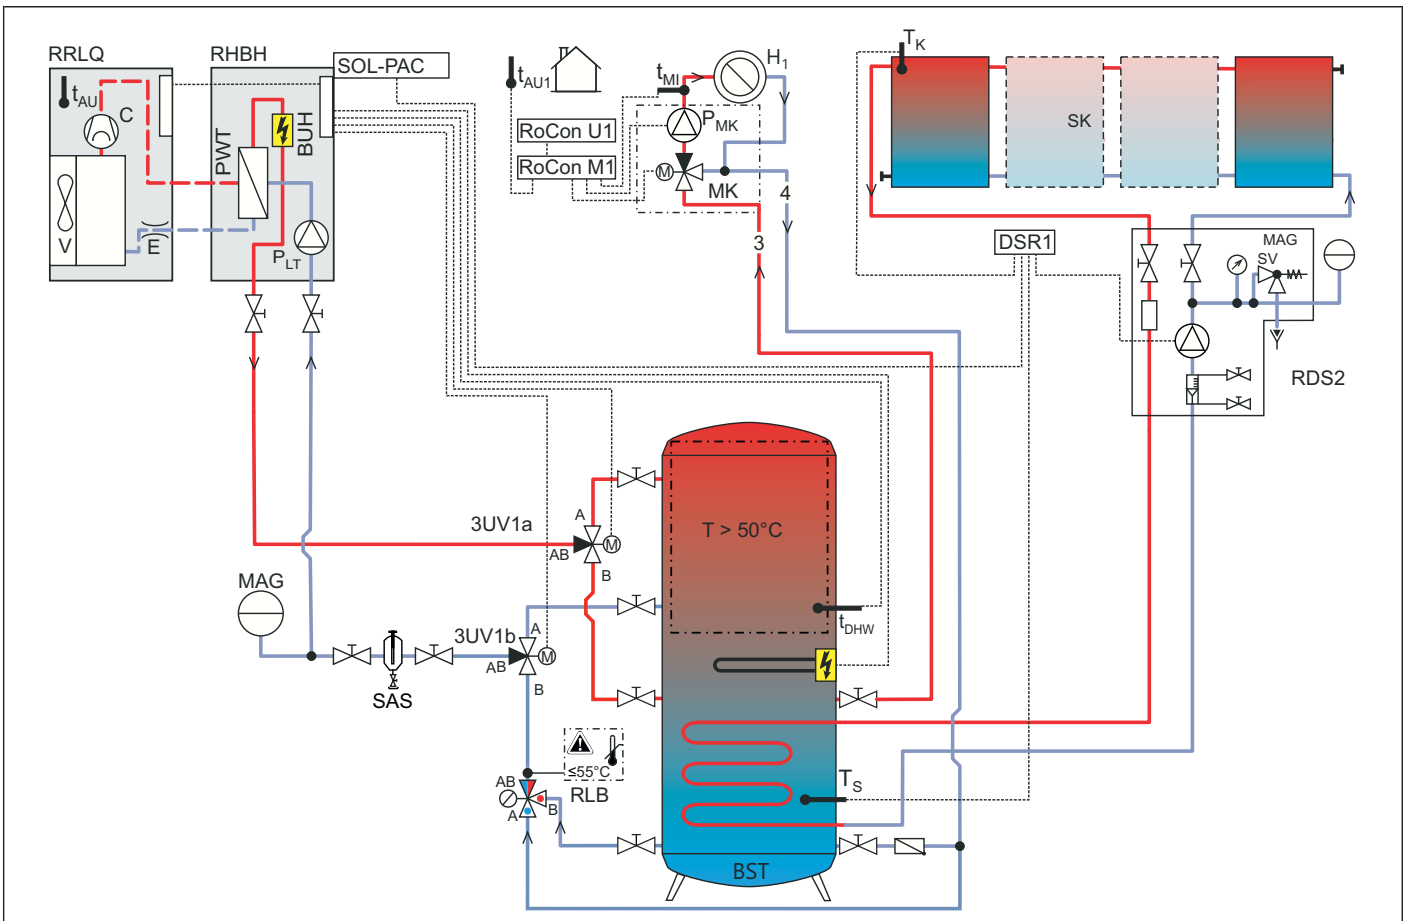 RRLQ
RHBH
SOL-PAC
tAU
C
PWT
BUH
V
E
PLT
tAU1
tMI
H1
RoCon U1
RoCon M1
PMK
M
MK
4
3
TK
SK
DSR1
MAG
SV
RDS2
3UV1a
A
AB
M
B
T > 50°C
tDHW
MAG
SAS
3UV1b
A
AB
M
B
≤55°C
RLB
AB
A
B
TS
BST